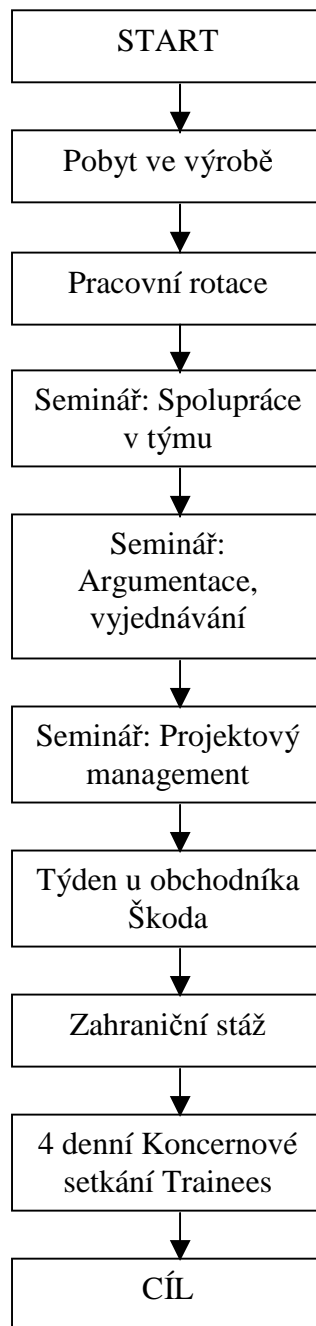 START
Pobyt ve výrobě
Pracovní rotace
Seminář: Spolupráce
v týmu
Seminář:
Argumentace,
vyjednávání
Seminář: Projektový
management
Týden u obchodníka
Škoda
Zahraniční stáž
4 denní Koncernové
setkání Trainees
CÍL